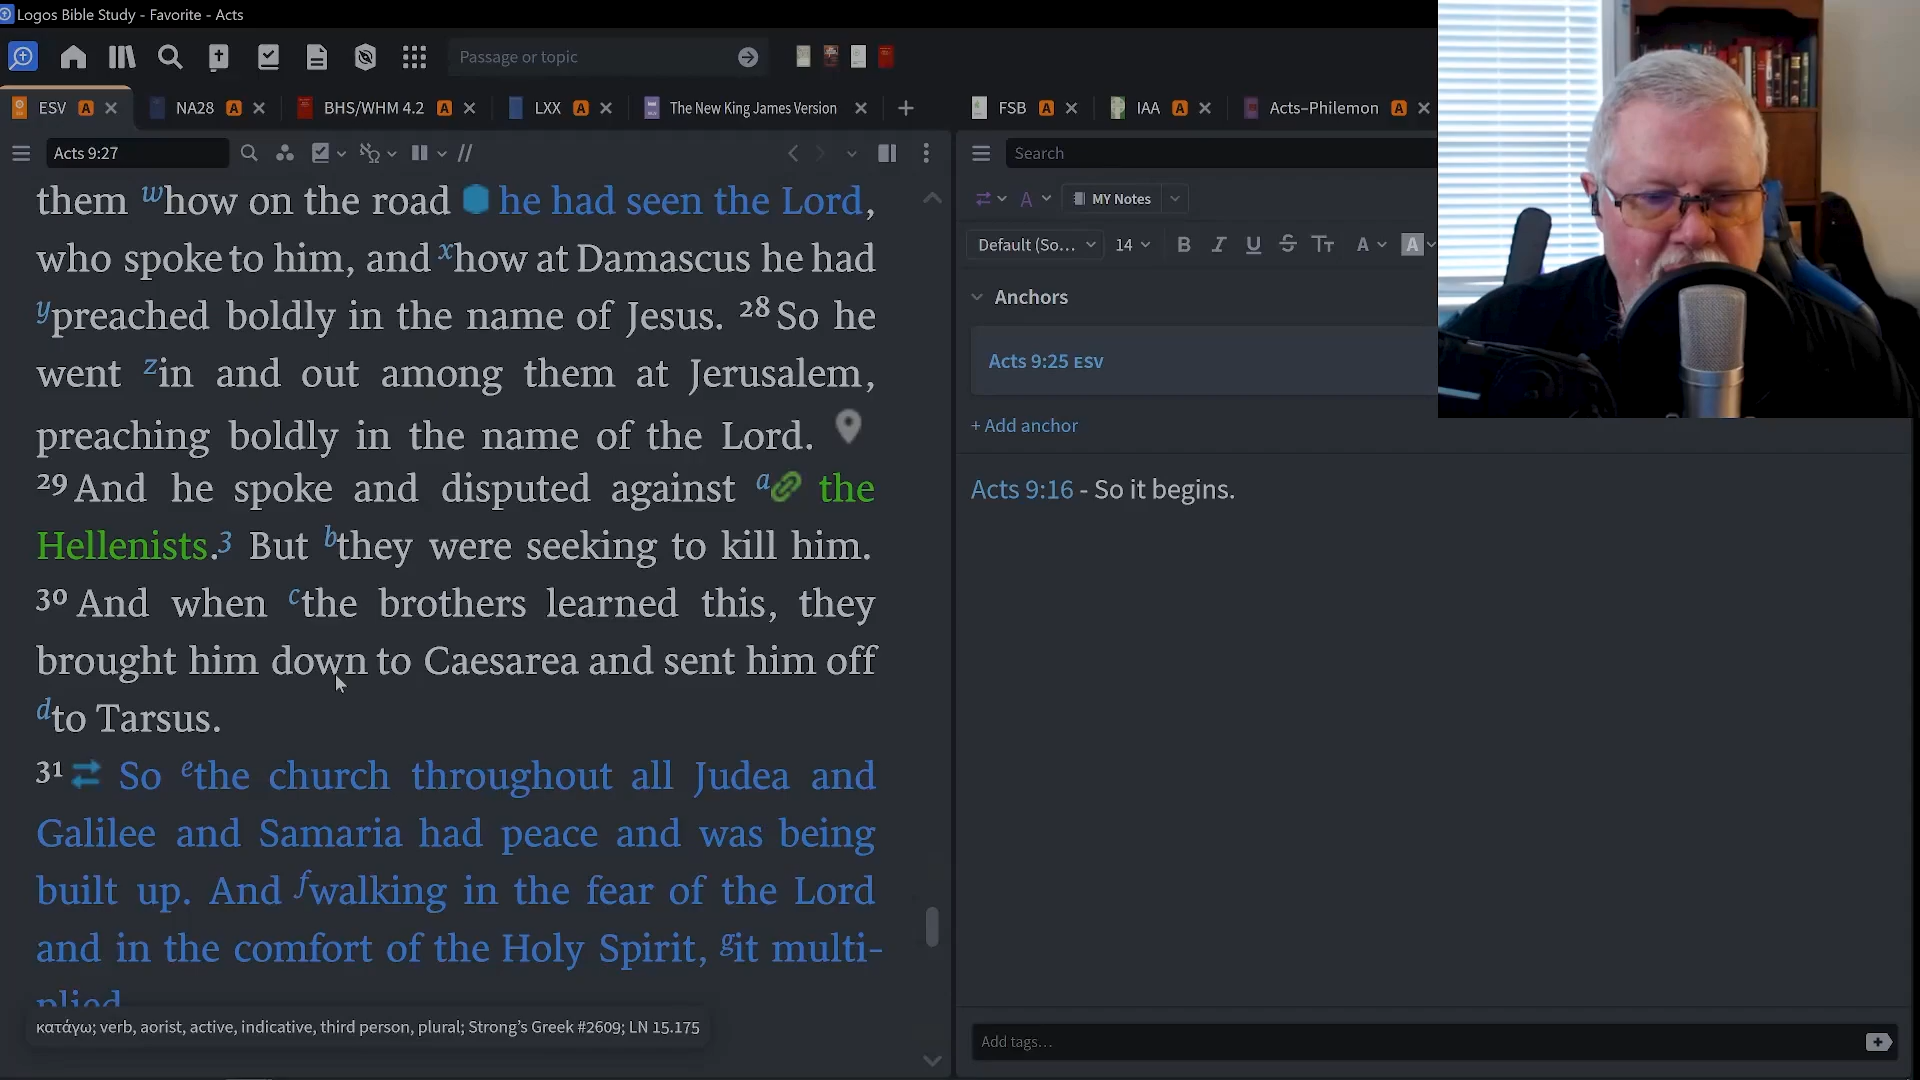 Logos Bible Study - Favorite - Acts
Passage or topic
ESV A NA28 A BHS/WHM 4.2 A LXX A The New King James Version
FSB A IAA A Acts–Philemon A
Acts 9:27
Search
them whow on the road he had seen the Lord,
who spoke to him, and xhow at Damascus he had
ypreached boldly in the name of Jesus. 28 So he
went zin and out among them at Jerusalem,
preaching boldly in the name of the Lord.
29 And he spoke and disputed against a the
Hellenists.3 But bthey were seeking to kill him.
30 And when cthe brothers learned this, they
brought him down to Caesarea and sent him off
dto Tarsus.
31 So ethe church throughout all Judea and
Galilee and Samaria had peace and was being
built up. And fwalking in the fear of the Lord
and in the comfort of the Holy Spirit, git multi-
plied.
κατάγω; verb, aorist, active, indicative, third person, plural; Strong's Greek #2609; LN 15.175
A MY Notes
Default (So... 14 B I U S Tт A A
Anchors
Acts 9:25 ESV
+ Add anchor
Acts 9:16 - So it begins.
Add tags...